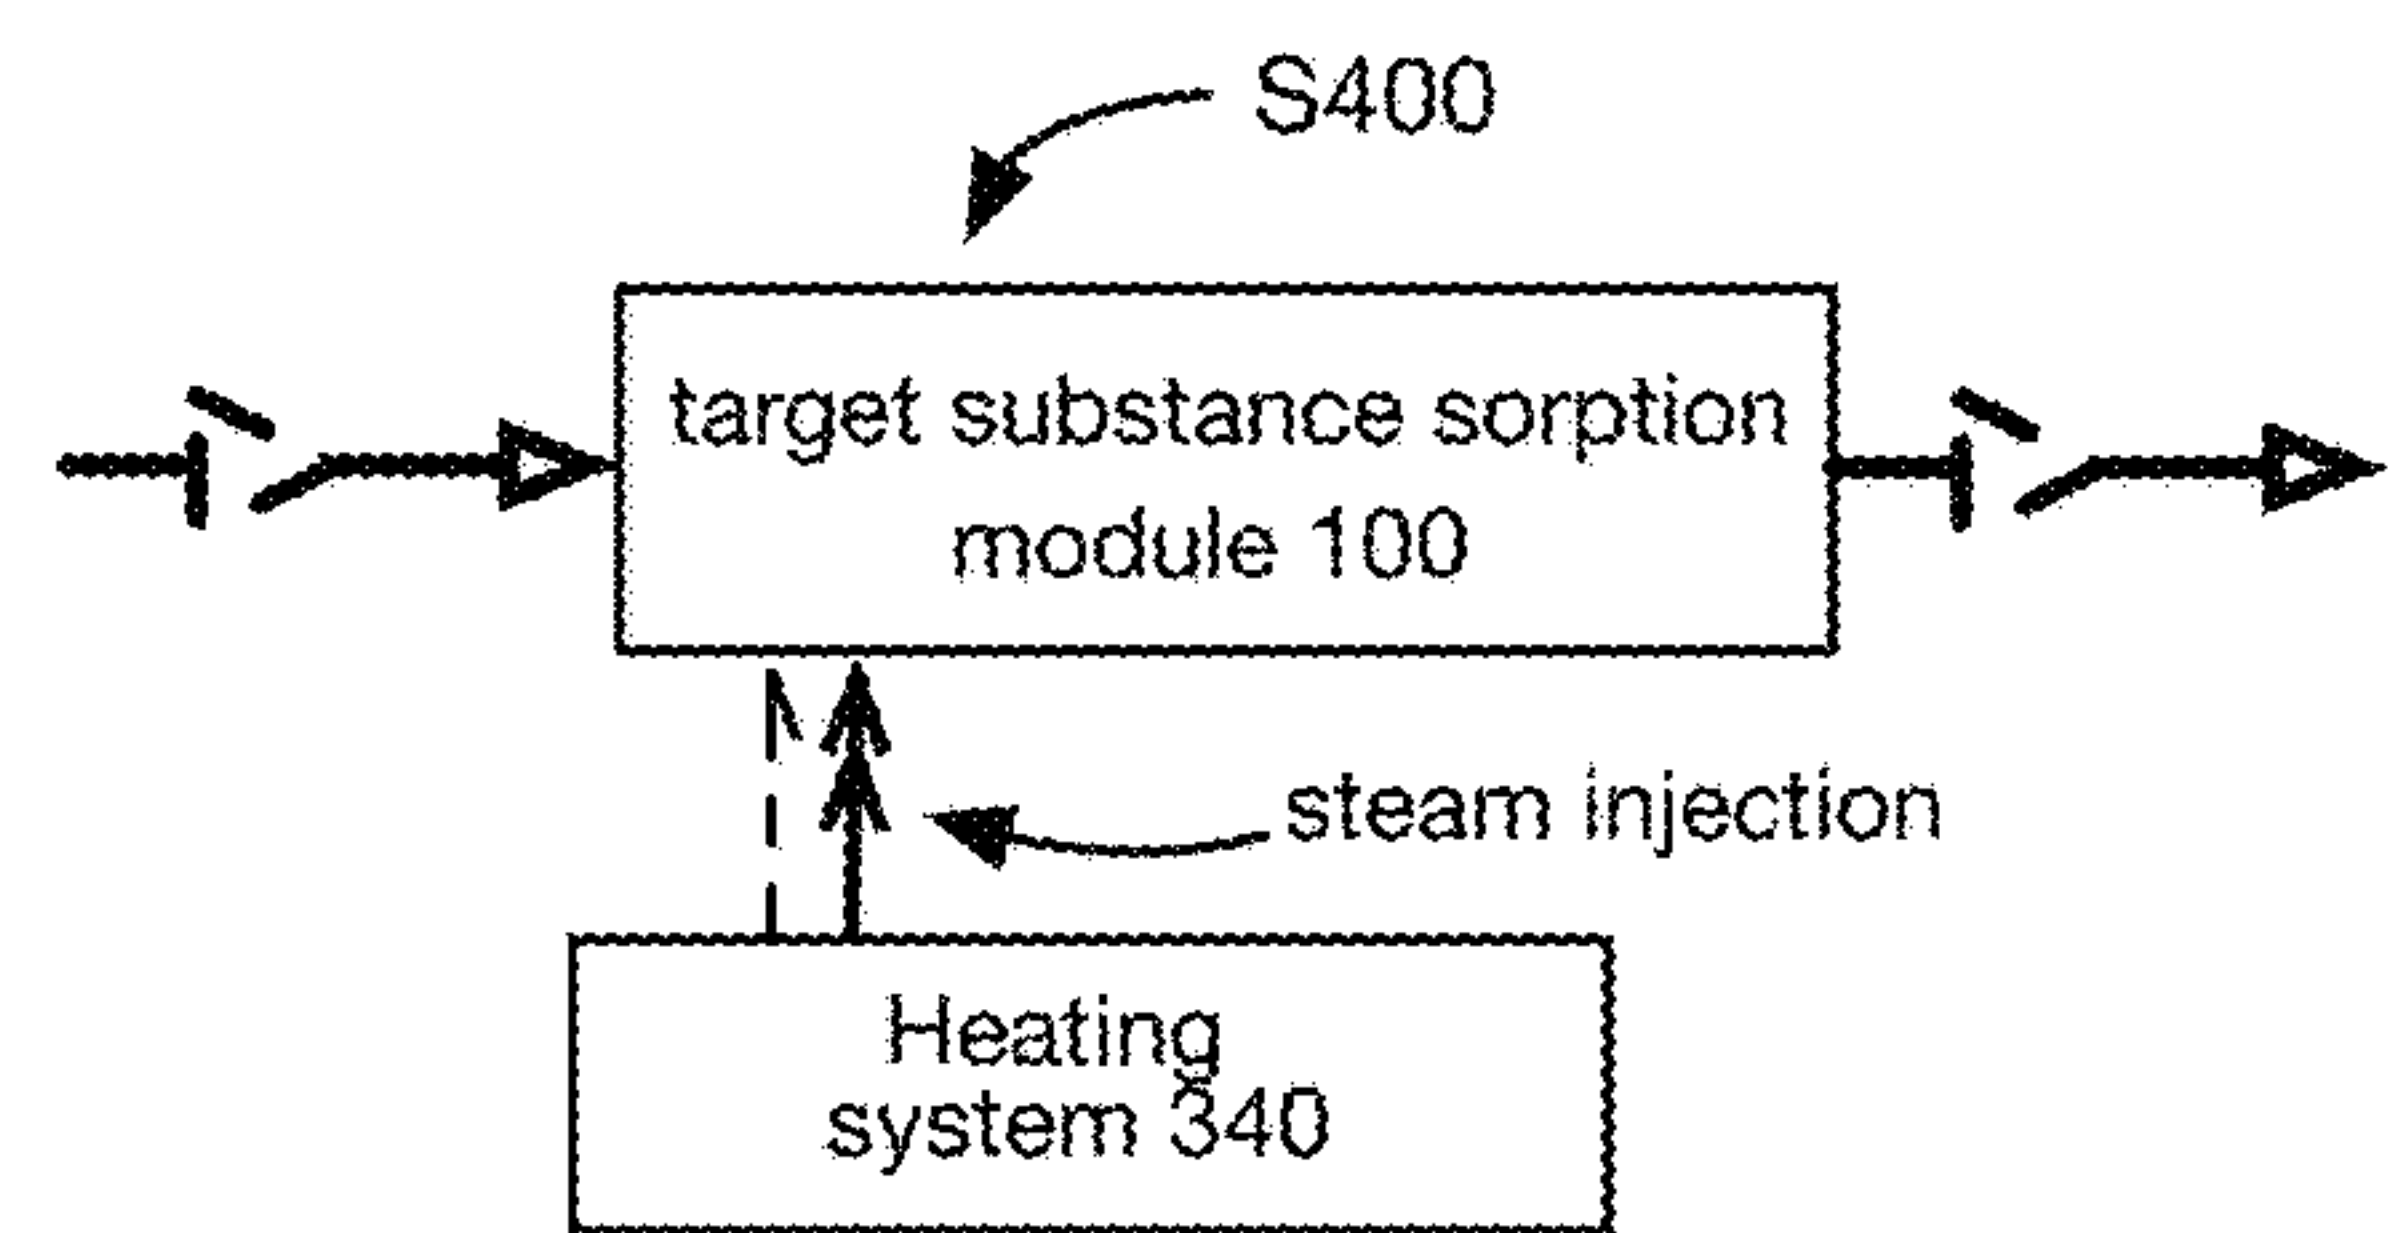 S400
target substance sorption
module 100
steam injection
Heating
system 340